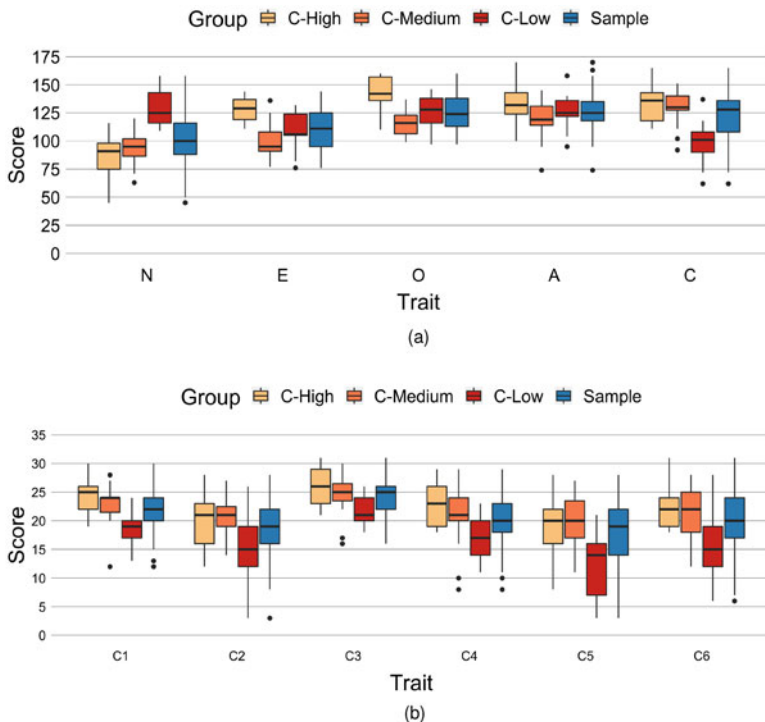 Group C-High C-Medium C-Low Sample
175
150
125
100
75
50
25
0
Score
N E O A C
Trait
(a)
Group C-High C-Medium C-Low Sample
35
30
25
20
15
10
5
0
Score
C1 C2 C3 C4 C5 C6
Trait
(b)